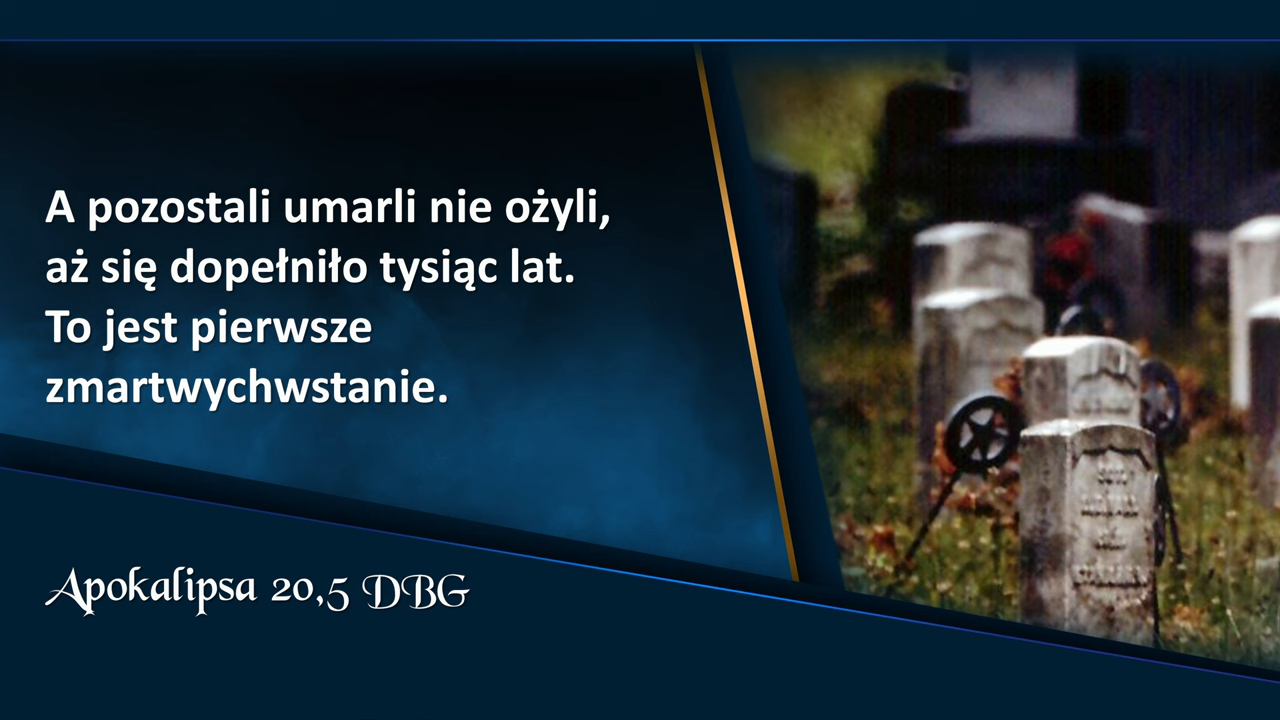 A pozostali umarli nie ożyli,
aż się dopełniło tysiąc lat.
To jest pierwsze
zmartwychwstanie.
Apokalipsa 20,5 DBG